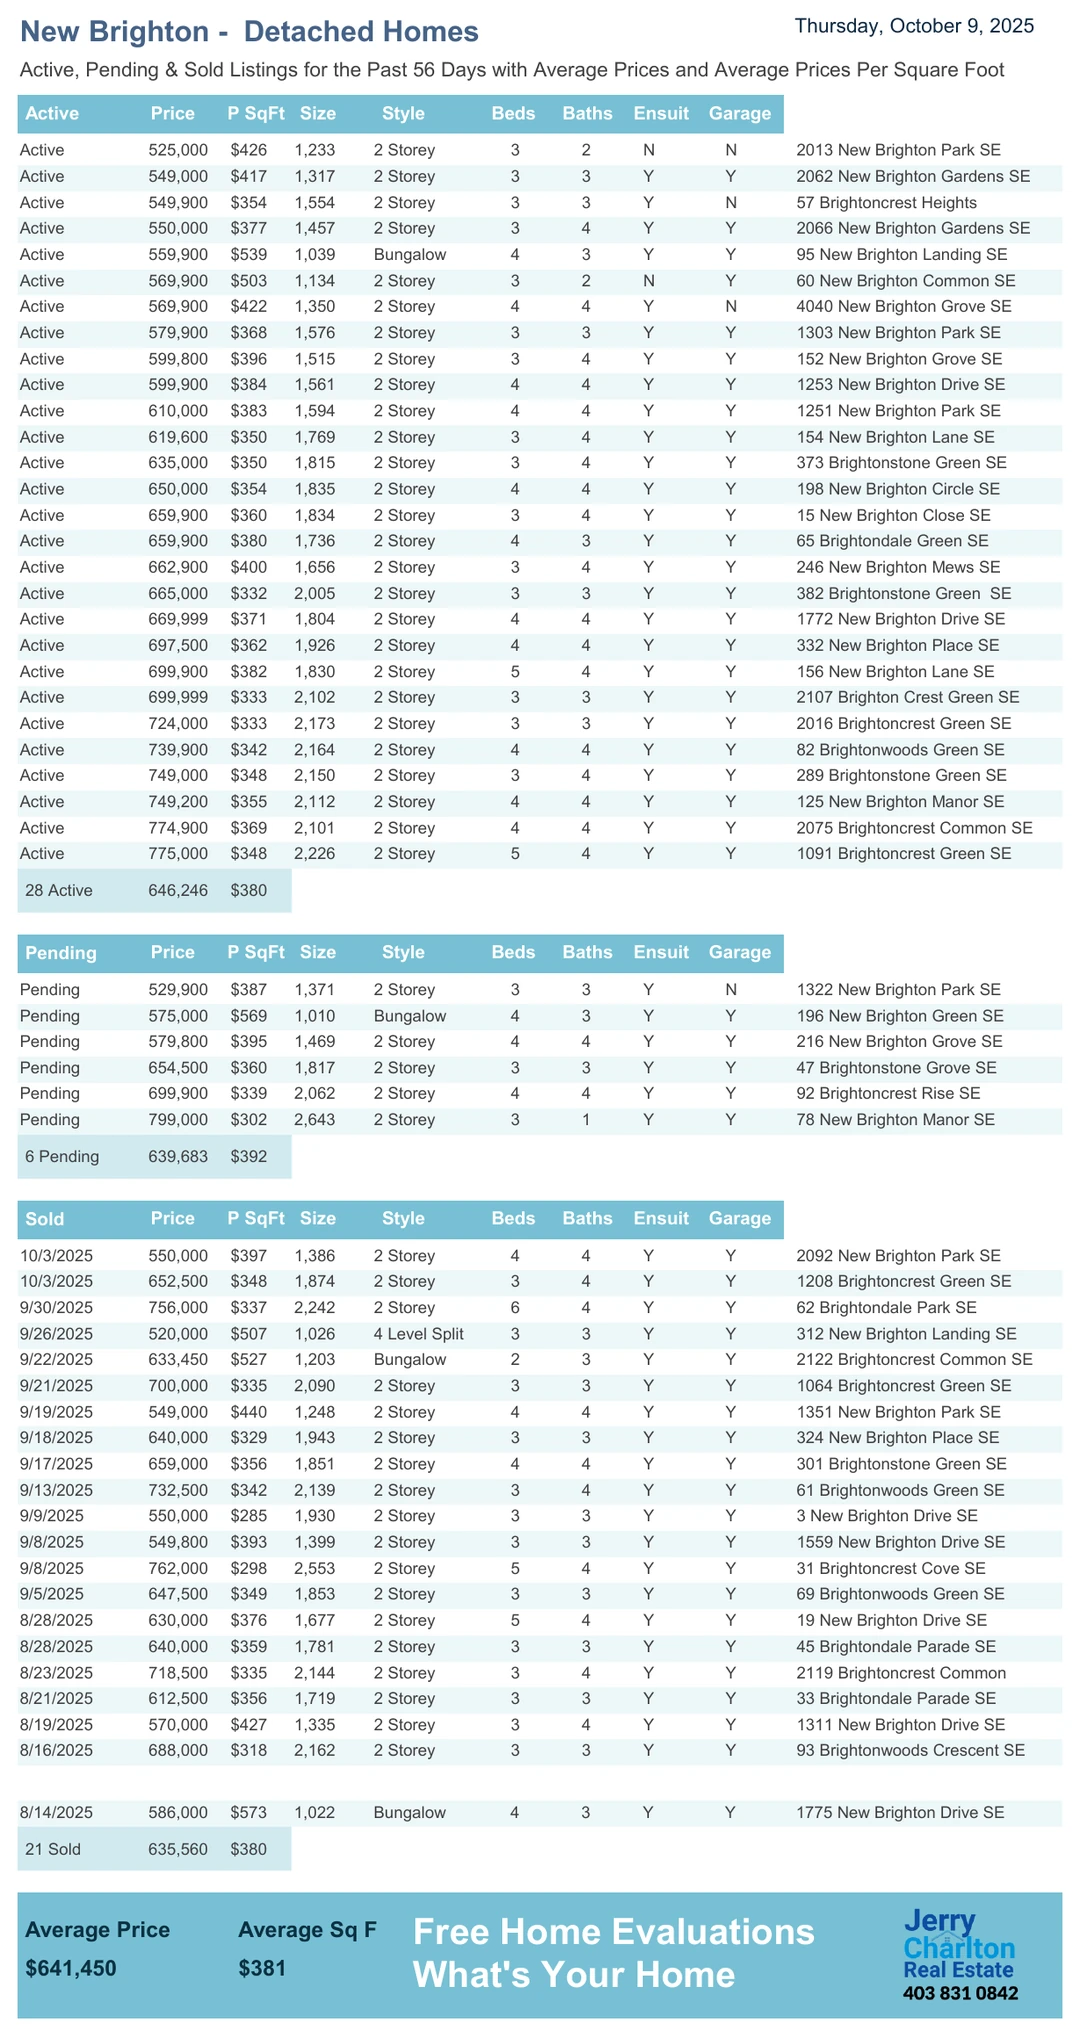 New Brighton - Detached Homes
Thursday, October 9, 2025
Active, Pending & Sold Listings for the Past 56 Days with Average Prices and Average Prices Per Square Foot
Active Price P SqFt Size Style Beds Baths Ensuit Garage
Active 525,000 $426 1,233 2 Storey 3 2 N N 2013 New Brighton Park SE
Active 549,000 $417 1,317 2 Storey 3 3 Y Y 2062 New Brighton Gardens SE
Active 549,900 $354 1,554 2 Storey 3 3 Y N 57 Brightoncrest Heights
Active 550,000 $377 1,457 2 Storey 3 4 Y Y 2066 New Brighton Gardens SE
Active 559,900 $539 1,039 Bungalow 4 3 Y Y 95 New Brighton Landing SE
Active 569,900 $503 1,134 2 Storey 3 2 N Y 60 New Brighton Common SE
Active 569,900 $422 1,350 2 Storey 4 4 Y N 4040 New Brighton Grove SE
Active 579,900 $368 1,576 2 Storey 3 3 Y Y 1303 New Brighton Park SE
Active 599,800 $396 1,515 2 Storey 3 4 Y Y 152 New Brighton Grove SE
Active 599,900 $384 1,561 2 Storey 4 4 Y Y 1253 New Brighton Drive SE
Active 610,000 $383 1,594 2 Storey 4 4 Y Y 1251 New Brighton Park SE
Active 619,600 $350 1,769 2 Storey 3 4 Y Y 154 New Brighton Lane SE
Active 635,000 $350 1,815 2 Storey 3 4 Y Y 373 Brightonstone Green SE
Active 650,000 $354 1,835 2 Storey 4 4 Y Y 198 New Brighton Circle SE
Active 659,900 $360 1,834 2 Storey 3 4 Y Y 15 New Brighton Close SE
Active 659,900 $380 1,736 2 Storey 4 3 Y Y 65 Brightondale Green SE
Active 662,900 $400 1,656 2 Storey 3 4 Y Y 246 New Brighton Mews SE
Active 665,000 $332 2,005 2 Storey 3 3 Y Y 382 Brightonstone Green SE
Active 669,999 $371 1,804 2 Storey 4 4 Y Y 1772 New Brighton Drive SE
Active 697,500 $362 1,926 2 Storey 4 4 Y Y 332 New Brighton Place SE
Active 699,900 $382 1,830 2 Storey 5 4 Y Y 156 New Brighton Lane SE
Active 699,999 $333 2,102 2 Storey 3 3 Y Y 2107 Brighton Crest Green SE
Active 724,000 $333 2,173 2 Storey 3 3 Y Y 2016 Brightoncrest Green SE
Active 739,900 $342 2,164 2 Storey 4 4 Y Y 82 Brightonwoods Green SE
Active 749,000 $348 2,150 2 Storey 3 4 Y Y 289 Brightonstone Green SE
Active 749,200 $355 2,112 2 Storey 4 4 Y Y 125 New Brighton Manor SE
Active 774,900 $369 2,101 2 Storey 4 4 Y Y 2075 Brightoncrest Common SE
Active 775,000 $348 2,226 2 Storey 5 4 Y Y 1091 Brightoncrest Green SE
28 Active 646,246 $380
Pending Price P SqFt Size Style Beds Baths Ensuit Garage
Pending 529,900 $387 1,371 2 Storey 3 3 Y N 1322 New Brighton Park SE
Pending 575,000 $569 1,010 Bungalow 4 3 Y Y 196 New Brighton Green SE
Pending 579,800 $395 1,469 2 Storey 4 4 Y Y 216 New Brighton Grove SE
Pending 654,500 $360 1,817 2 Storey 3 3 Y Y 47 Brightonstone Grove SE
Pending 699,900 $339 2,062 2 Storey 4 4 Y Y 92 Brightoncrest Rise SE
Pending 799,000 $302 2,643 2 Storey 3 1 Y Y 78 New Brighton Manor SE
6 Pending 639,683 $392
Sold Price P SqFt Size Style Beds Baths Ensuit Garage
10/3/2025 550,000 $397 1,386 2 Storey 4 4 Y Y 2092 New Brighton Park SE
10/3/2025 652,500 $348 1,874 2 Storey 3 4 Y Y 1208 Brightoncrest Green SE
9/30/2025 756,000 $337 2,242 2 Storey 6 4 Y Y 62 Brightondale Park SE
9/26/2025 520,000 $507 1,026 4 Level Split 3 3 Y Y 312 New Brighton Landing SE
9/22/2025 633,450 $527 1,203 Bungalow 2 3 Y Y 2122 Brightoncrest Common SE
9/21/2025 700,000 $335 2,090 2 Storey 3 3 Y Y 1064 Brightoncrest Green SE
9/19/2025 549,000 $440 1,248 2 Storey 4 4 Y Y 1351 New Brighton Park SE
9/18/2025 640,000 $329 1,943 2 Storey 3 3 Y Y 324 New Brighton Place SE
9/17/2025 659,000 $356 1,851 2 Storey 4 4 Y Y 301 Brightonstone Green SE
9/13/2025 732,500 $342 2,139 2 Storey 3 4 Y Y 61 Brightonwoods Green SE
9/9/2025 550,000 $285 1,930 2 Storey 3 3 Y Y 3 New Brighton Drive SE
9/8/2025 549,800 $393 1,399 2 Storey 3 3 Y Y 1559 New Brighton Drive SE
9/8/2025 762,000 $298 2,553 2 Storey 5 4 Y Y 31 Brightoncrest Cove SE
9/5/2025 647,500 $349 1,853 2 Storey 3 3 Y Y 69 Brightonwoods Green SE
8/28/2025 630,000 $376 1,677 2 Storey 5 4 Y Y 19 New Brighton Drive SE
8/28/2025 640,000 $359 1,781 2 Storey 3 3 Y Y 45 Brightondale Parade SE
8/23/2025 718,500 $335 2,144 2 Storey 3 4 Y Y 2119 Brightoncrest Common
8/21/2025 612,500 $356 1,719 2 Storey 3 3 Y Y 33 Brightondale Parade SE
8/19/2025 570,000 $427 1,335 2 Storey 3 4 Y Y 1311 New Brighton Drive SE
8/16/2025 688,000 $318 2,162 2 Storey 3 3 Y Y 93 Brightonwoods Crescent SE
8/14/2025 586,000 $573 1,022 Bungalow 4 3 Y Y 1775 New Brighton Drive SE
21 Sold 635,560 $380
Average Price Average Sq F
$641,450 $381
Free Home Evaluations
What's Your Home
Jerry
Charlton
Real Estate
403 831 0842